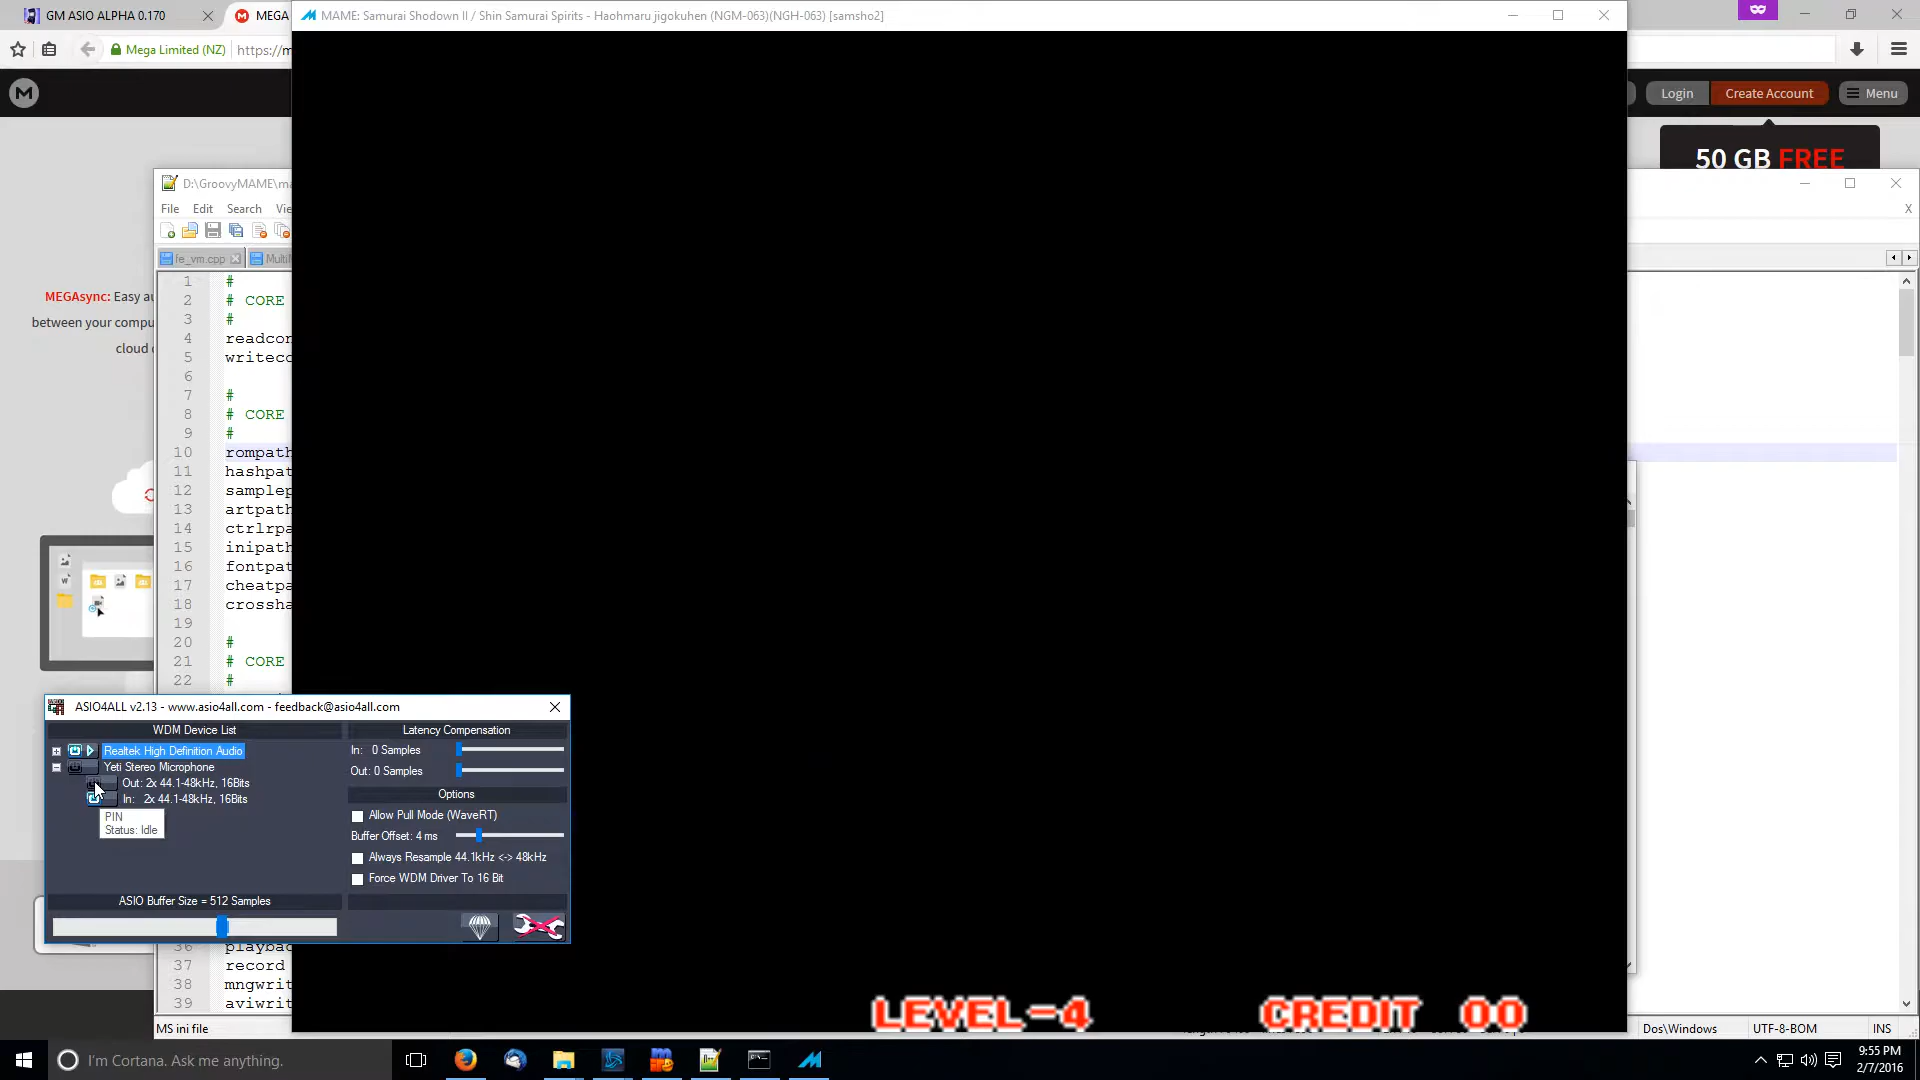 GM ASIO ALPHA 0.170
MEGA
MAME: Samurai Shodown II / Shin Samurai Spirits - Haohmaru jigokuhen (NGM-063)(NGH-063) [samsho2]
Mega Limited (NZ)
https://m
M
Login
Create Account
Menu
50 GB FREE
D:\GroovyMAME\ma
File Edit Search Vie
X
fe_vm.cpp
MultiM
1 #
2 # CORE
3 #
4 readcon
5 writeco
6
7 #
8 # CORE
9 #
10 rompath
11 hashpat
12 samplep
13 artpath
14 ctrlrpa
15 inipath
16 fontpat
17 cheatpa
18 crossha
19
20 #
21 # CORE
22 #
MEGAsync: Easy au
between your compu
cloud
ASIO4ALL v2.13 - www.asio4all.com - feedback@asio4all.com
WDM Device List
Realtek High Definition Audio
Yeti Stereo Microphone
Out: 2x 44.1-48kHz, 16Bits
In: 2x 44.1-48kHz, 16Bits
PIN
Status: Idle
ASIO Buffer Size = 512 Samples
Latency Compensation
In: 0 Samples
Out: 0 Samples
Options
Allow Pull Mode (WaveRT)
Buffer Offset: 4 ms
Always Resample 44.1kHz <-> 48kHz
Force WDM Driver To 16 Bit
36 playbac
37 record
38 mngwrit
39 aviwrit
LEVEL-4
CREDIT 00
MS ini file
Dos\Windows
UTF-8-BOM
INS
I'm Cortana. Ask me anything.
9:55 PM
2/7/2016